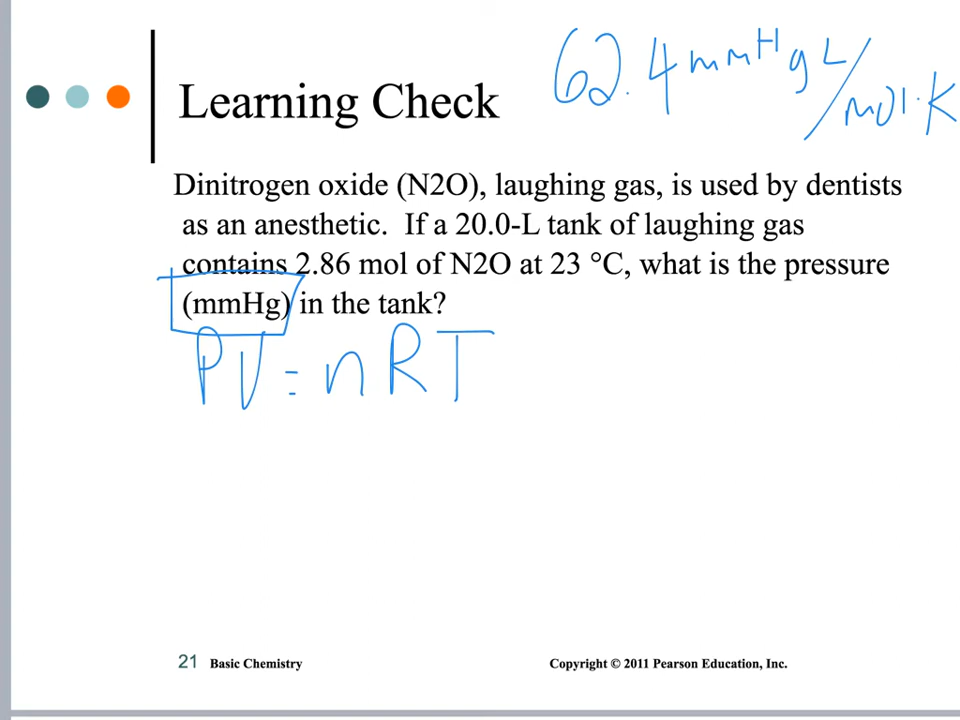 62.4 mmHg L/mol·K
Learning Check
Dinitrogen oxide (N2O), laughing gas, is used by dentists
as an anesthetic. If a 20.0-L tank of laughing gas
contains 2.86 mol of N2O at 23 °C, what is the pressure
(mmHg) in the tank?
PV=nRT
21 Basic Chemistry
Copyright © 2011 Pearson Education, Inc.